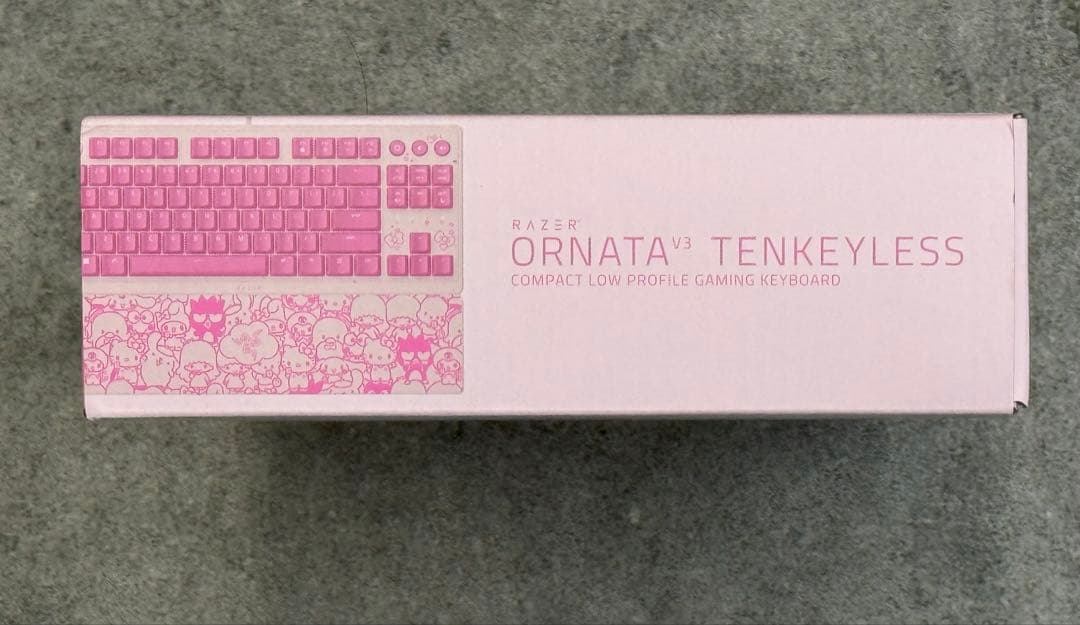 RAZER
ORNATA V3 TENKEYLESS
COMPACT LOW PROFILE GAMING KEYBOARD